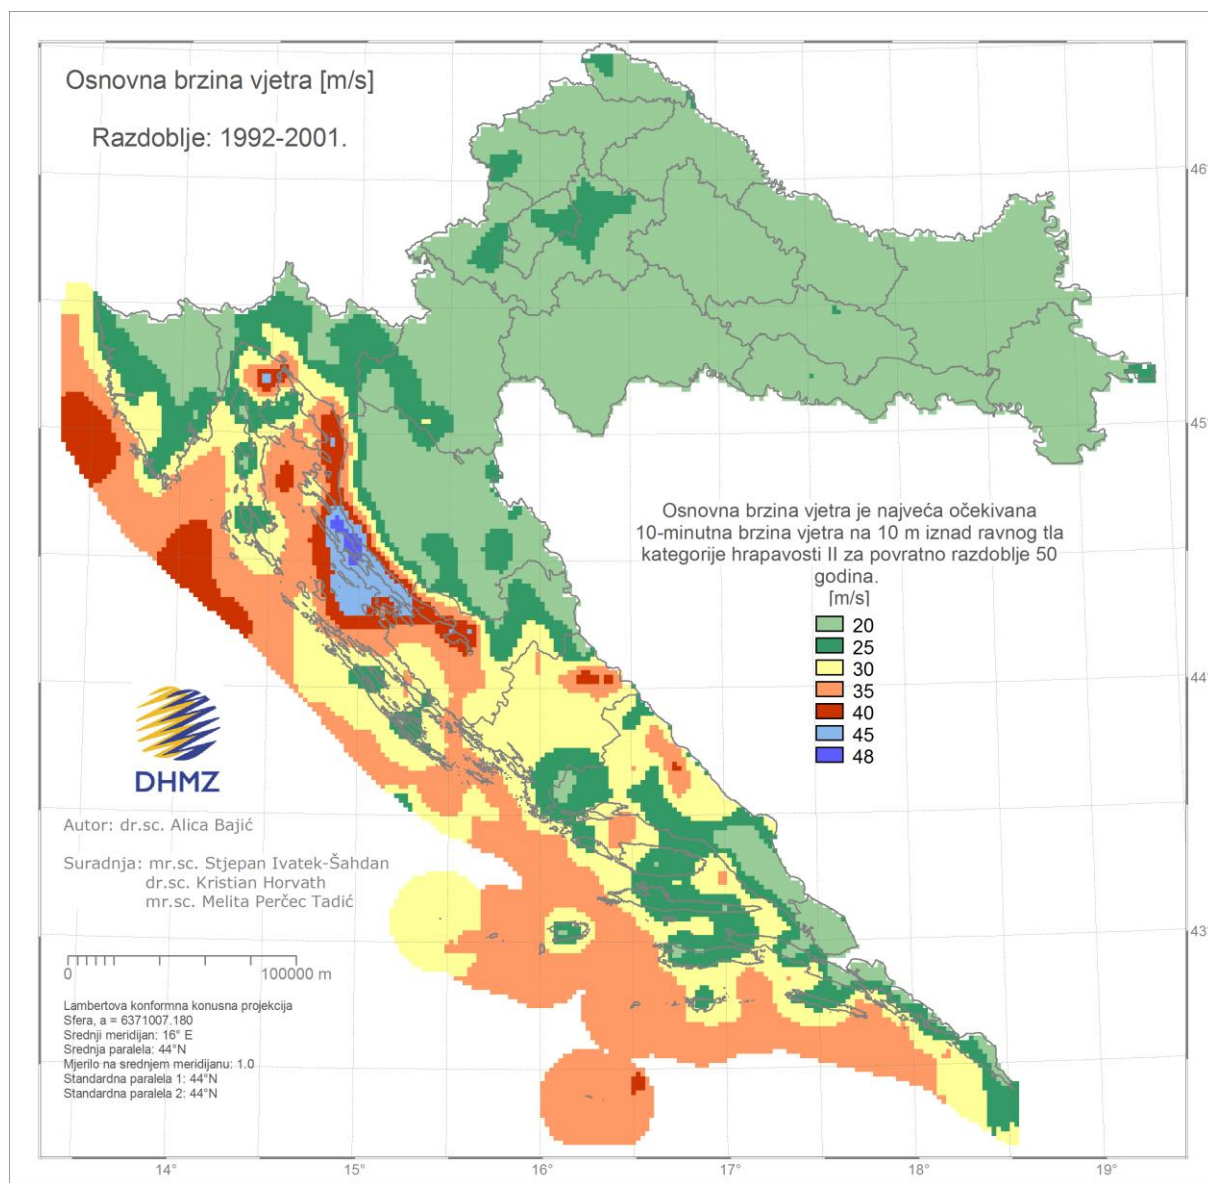 Osnovna brzina vjetra [m/s]
Razdoblje: 1992-2001.
46°
45°
Osnovna brzina vjetra je najveća očekivana
10-minutna brzina vjetra na 10 m iznad ravnog tla
kategorije hrapavosti II za povratno razdoblje 50
godina.
[m/s]
20
25
30
35
40
45
48
44°
DHMZ
Autor: dr.sc. Alica Bajić
Suradnja: mr.sc. Stjepan Ivatek-Šahdan
dr.sc. Kristian Horvath
mr.sc. Melita Perčec Tadić
43°
0 100000 m
Lambertova konformna konusna projekcija
Sfera, a = 6371007.180
Srednji meridijan: 16° E
Srednja paralela: 44°N
Mjerilo na srednjem meridijanu: 1.0
Standardna paralela 1: 44°N
Standardna paralela 2: 44°N
14° 15° 16° 17° 18° 19°